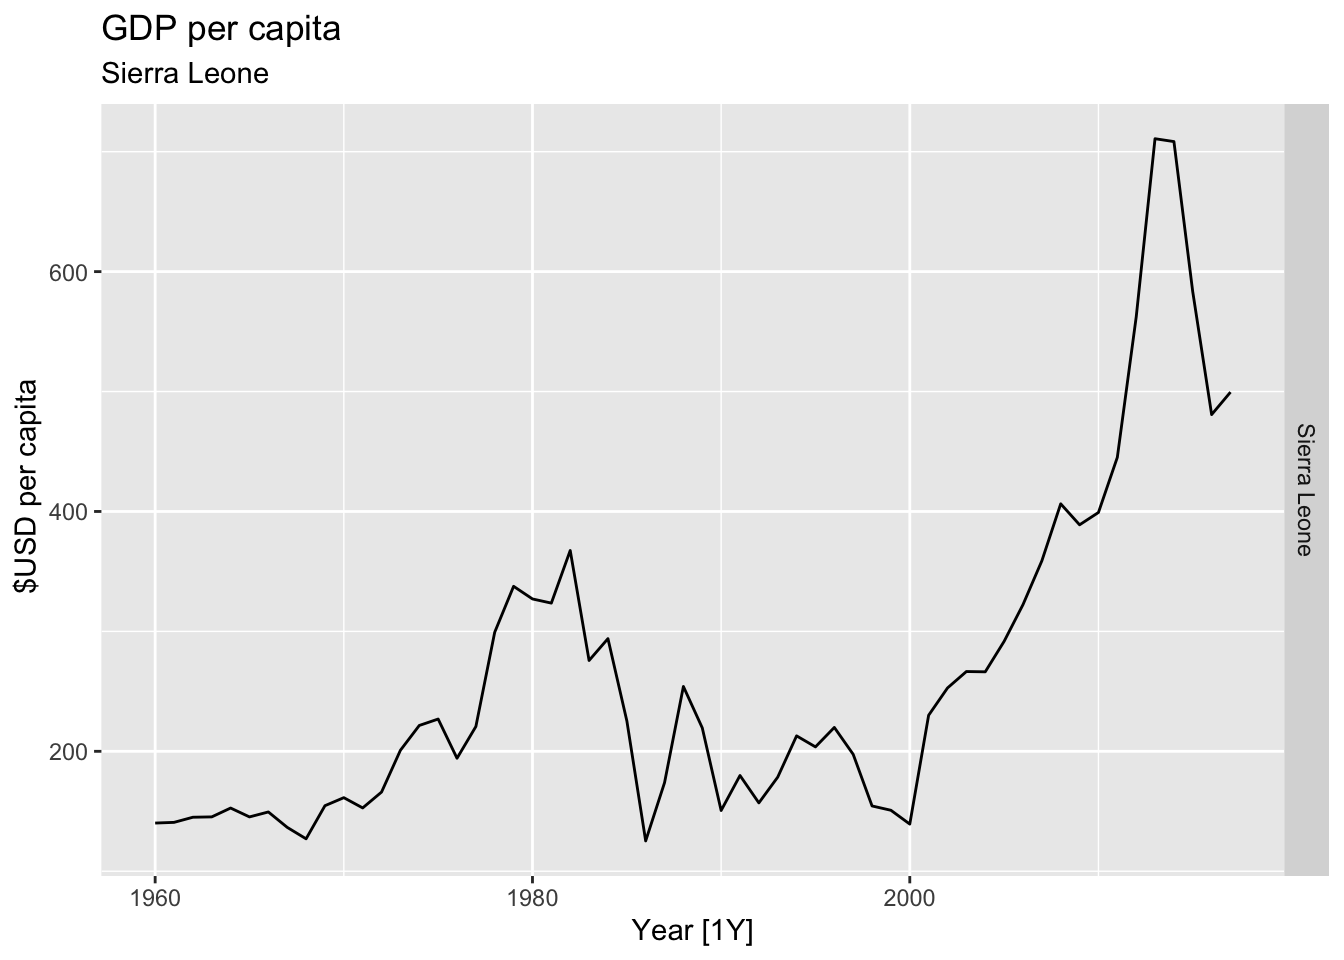 GDP per capita
Sierra Leone
$USD per capita
600
400
200
Sierra Leone
1960
1980
2000
Year [1Y]